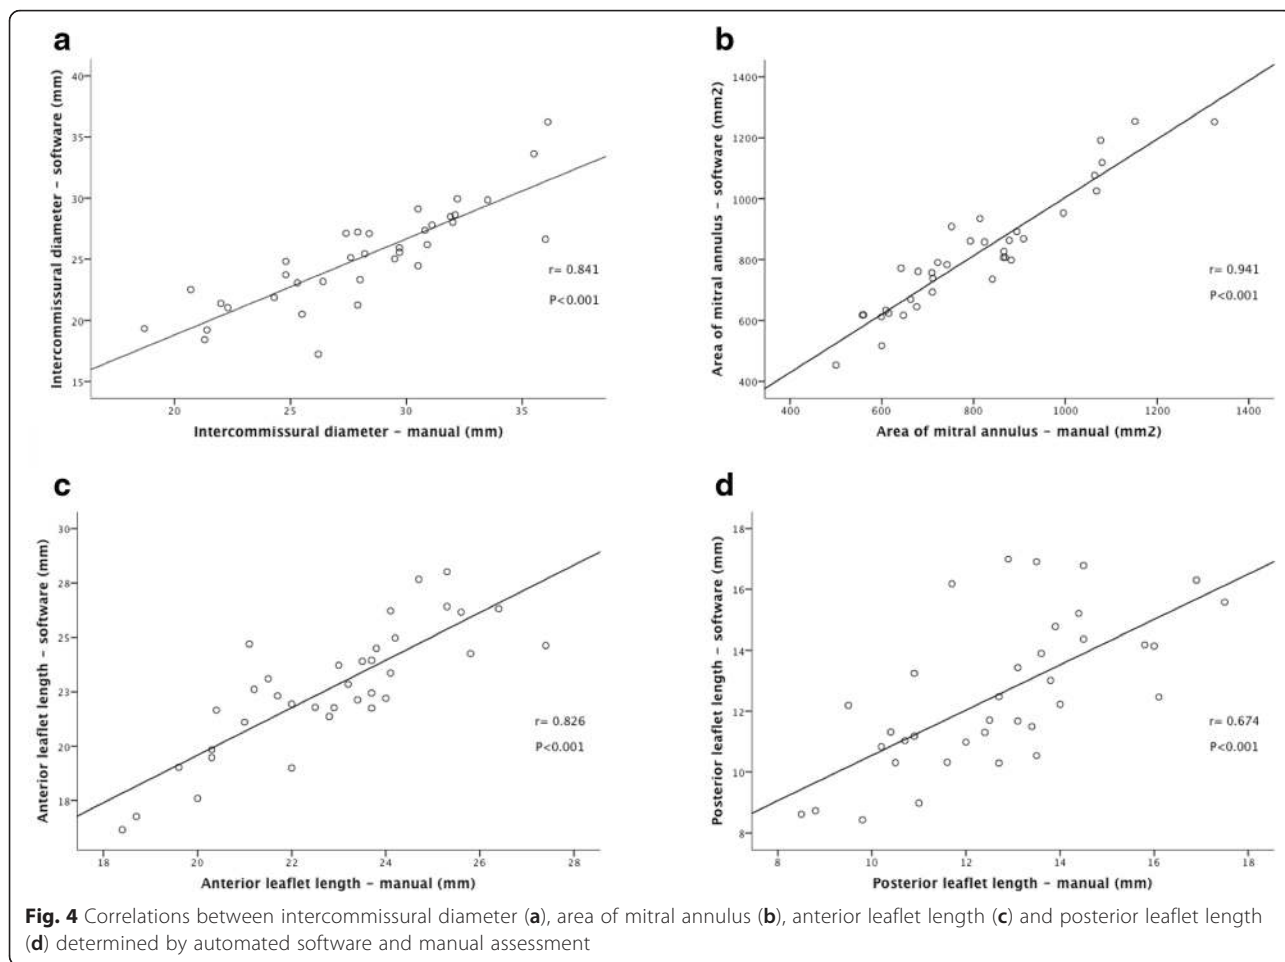 a
Intercommissural diameter – software (mm)
40
35
30
25
20
15
r= 0.841
P<0.001
20 25 30 35
Intercommissural diameter – manual (mm)
b
Area of mitral annulus – software (mm2)
1400
1200
1000
800
600
400
r= 0.941
P<0.001
400 600 800 1000 1200 1400
Area of mitral annulus – manual (mm2)
c
Anterior leaflet length – software (mm)
30
28
25
23
20
18
r= 0.826
P<0.001
18 20 22 24 26 28
Anterior leaflet length – manual (mm)
d
Posterior leaflet length – software (mm)
18
16
14
12
10
8
r= 0.674
P<0.001
8 10 12 14 16 18
Posterior leaflet length – manual (mm)
Fig. 4 Correlations between intercommissural diameter (a), area of mitral annulus (b), anterior leaflet length (c) and posterior leaflet length
(d) determined by automated software and manual assessment